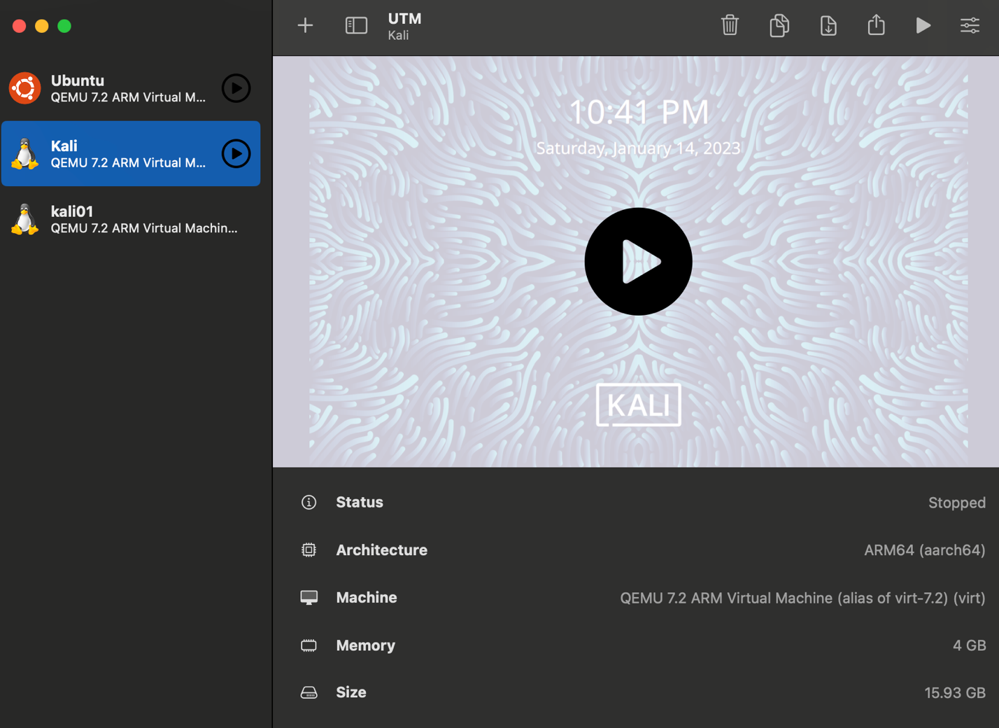 UTM
Kali
Ubuntu
QEMU 7.2 ARM Virtual M...
Kali
QEMU 7.2 ARM Virtual M...
kali01
QEMU 7.2 ARM Virtual Machin...
10:41 PM
Saturday, January 14, 2023
KALI
Status Stopped
Architecture ARM64 (aarch64)
Machine QEMU 7.2 ARM Virtual Machine (alias of virt-7.2) (virt)
Memory 4 GB
Size 15.93 GB